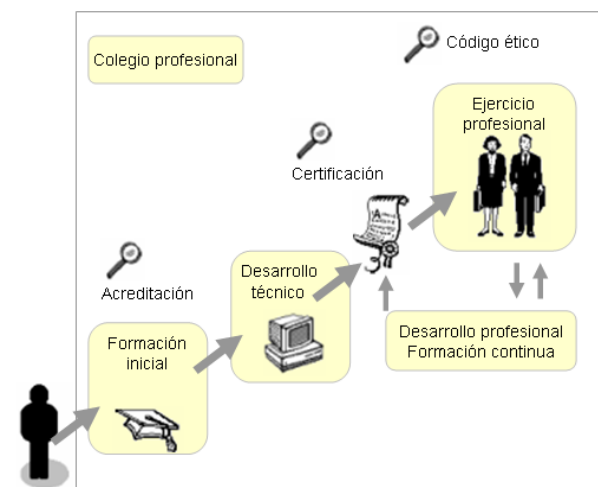 Código ético
Colegio profesional
Ejercicio
profesional
Certificación
Desarrollo
técnico
Acreditación
Formación
inicial
Desarrollo profesional
Formación continua